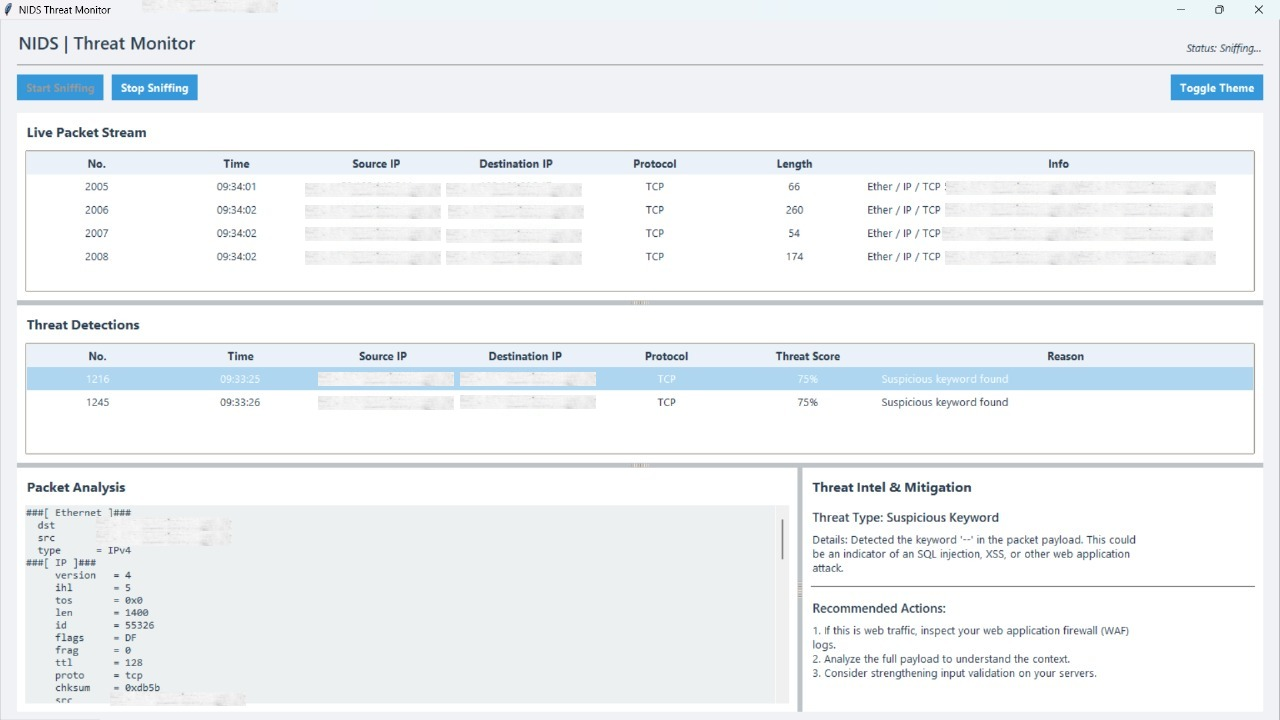 NIDS Threat Monitor
NIDS | Threat Monitor
Status: Sniffing...
Start Sniffing Stop Sniffing Toggle Theme
Live Packet Stream
No. Time Source IP Destination IP Protocol Length Info
2005 09:34:01 TCP 66 Ether / IP / TCP
2006 09:34:02 TCP 260 Ether / IP / TCP
2007 09:34:02 TCP 54 Ether / IP / TCP
2008 09:34:02 TCP 174 Ether / IP / TCP
Threat Detections
No. Time Source IP Destination IP Protocol Threat Score Reason
1216 09:33:25 TCP 75% Suspicious keyword found
1245 09:33:26 TCP 75% Suspicious keyword found
Packet Analysis
###[ Ethernet ]###
dst
src
type = IPv4
###[ IP ]###
version = 4
ihl = 5
tos = 0x0
len = 1400
id = 55326
flags = DF
frag = 0
ttl = 128
proto = tcp
chksum = 0xdb5b
src
Threat Intel & Mitigation
Threat Type: Suspicious Keyword
Details: Detected the keyword '--' in the packet payload. This could
be an indicator of an SQL injection, XSS, or other web application
attack.
Recommended Actions:
1. If this is web traffic, inspect your web application firewall (WAF)
logs.
2. Analyze the full payload to understand the context.
3. Consider strengthening input validation on your servers.